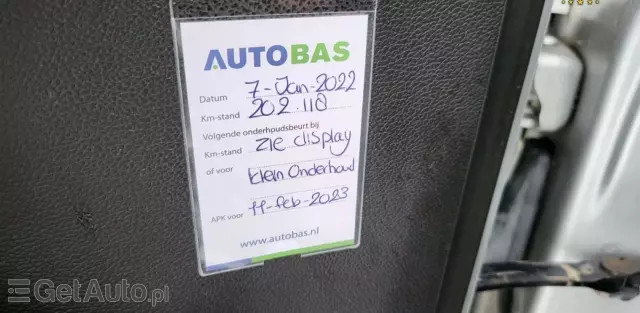 AUTOBAS
Datum 7-Jan-2022
Km-stand 202.118
Volgende onderhoudsbeurt bij
Km-stand zie display
of voor klein Onderhoud
APK voor 11-feb-2023
www.autobas.nl
GetAuto.pl